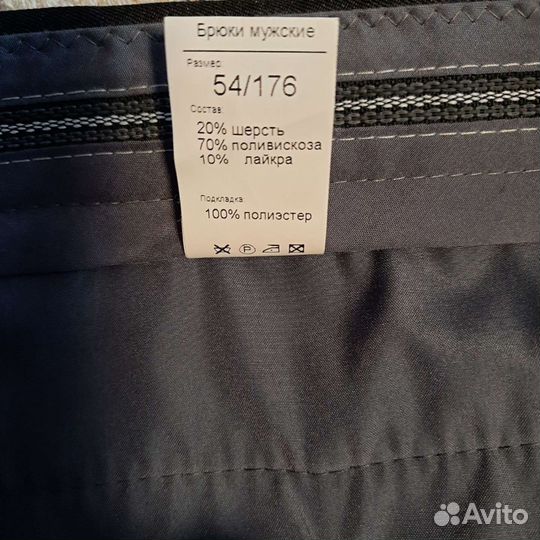 Брюки мужские
Размер:
54/176
Состав:
20% шерсть
70% поливискоза
10% лайкра
Подкладка
100% полиэстер
P
Avito